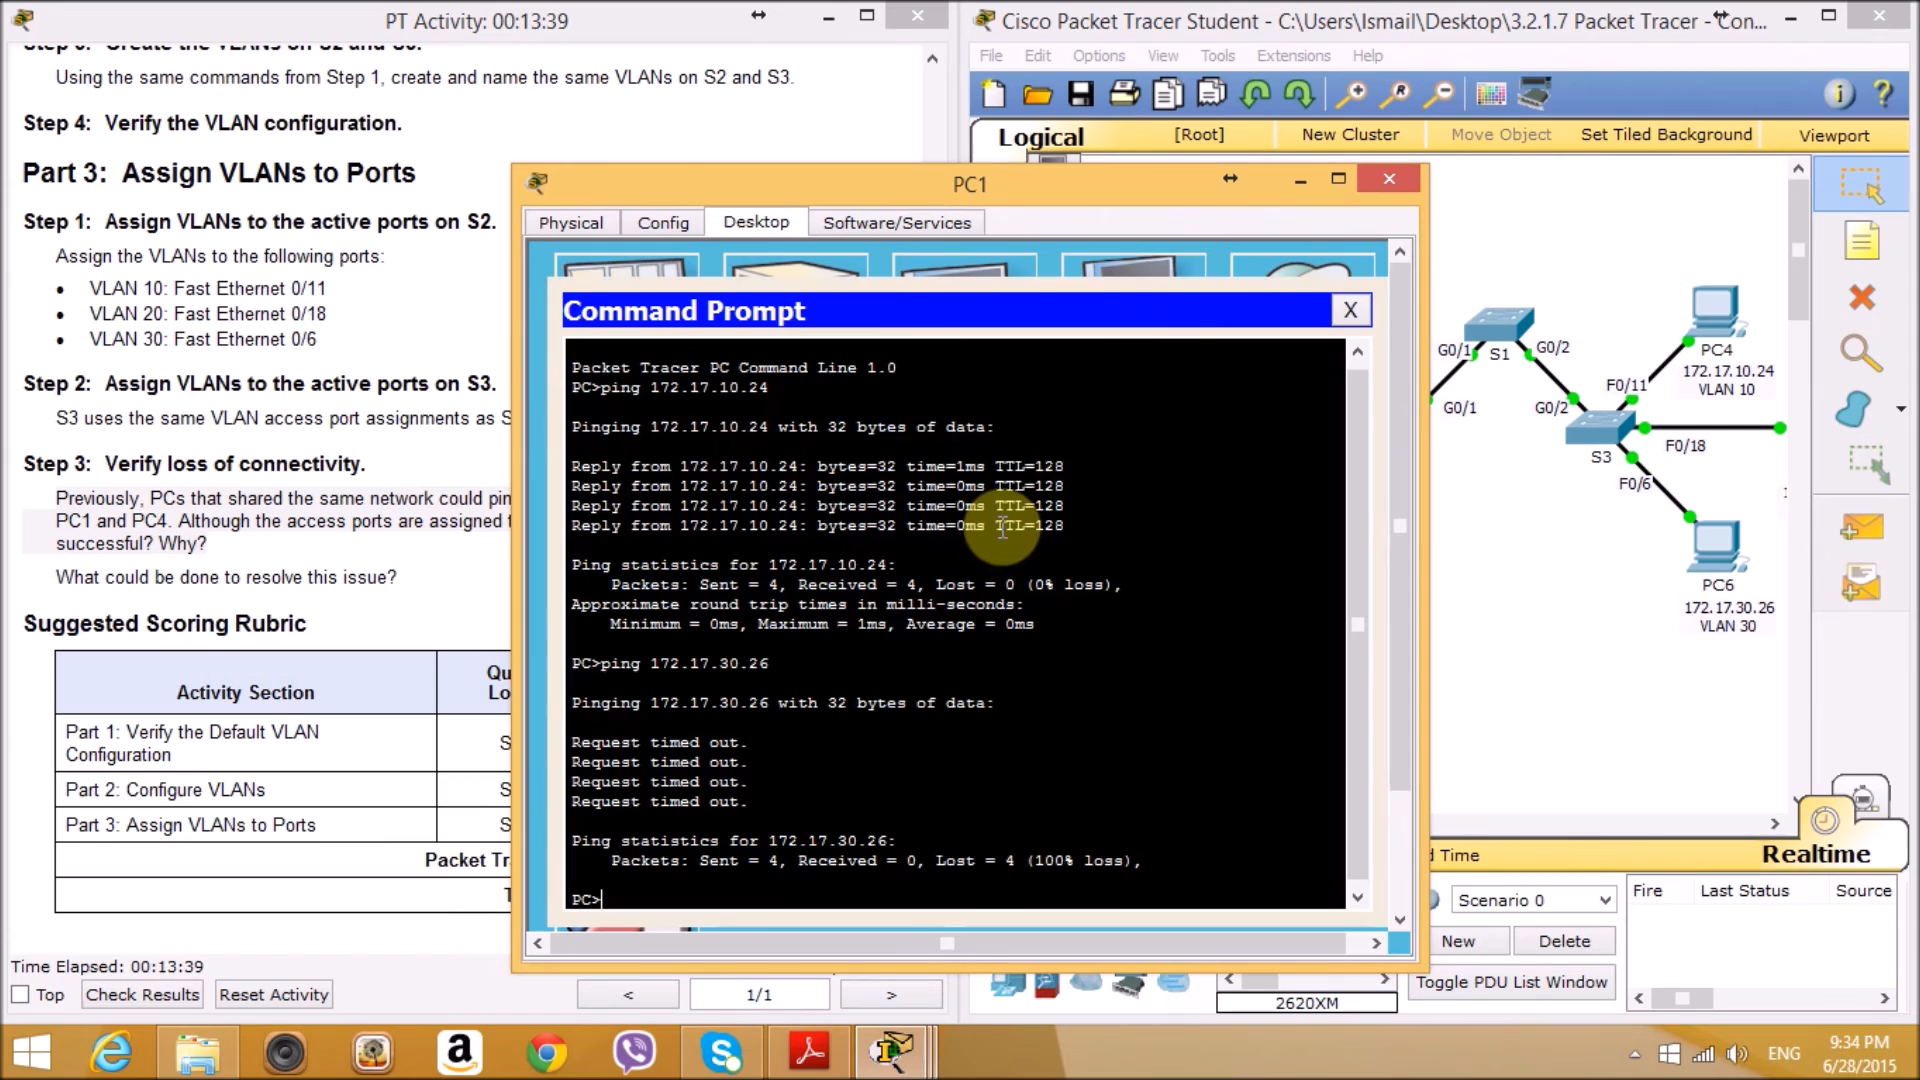 PT Activity: 00:13:39
Using the same commands from Step 1, create and name the same VLANs on S2 and S3.
Step 4: Verify the VLAN configuration.
Part 3: Assign VLANs to Ports
Step 1: Assign VLANs to the active ports on S2.
Assign the VLANs to the following ports:
• VLAN 10: Fast Ethernet 0/11
• VLAN 20: Fast Ethernet 0/18
• VLAN 30: Fast Ethernet 0/6
Step 2: Assign VLANs to the active ports on S3.
S3 uses the same VLAN access port assignments as S
Step 3: Verify loss of connectivity.
Previously, PCs that shared the same network could pin
PC1 and PC4. Although the access ports are assigned t
successful? Why?
What could be done to resolve this issue?
Suggested Scoring Rubric
Activity Section
Qu
Lo
Part 1: Verify the Default VLAN
Configuration
S
Part 2: Configure VLANs
S
Part 3: Assign VLANs to Ports
S
Packet Tr
T
Time Elapsed: 00:13:39
Top
Check Results
Reset Activity
<
1/1
>
PC1
Physical
Config
Desktop
Software/Services
Command Prompt
X
Packet Tracer PC Command Line 1.0
PC>ping 172.17.10.24
Pinging 172.17.10.24 with 32 bytes of data:
Reply from 172.17.10.24: bytes=32 time=1ms TTL=128
Reply from 172.17.10.24: bytes=32 time=0ms TTL=128
Reply from 172.17.10.24: bytes=32 time=0ms TTL=128
Reply from 172.17.10.24: bytes=32 time=0ms TTL=128
Ping statistics for 172.17.10.24:
Packets: Sent = 4, Received = 4, Lost = 0 (0% loss),
Approximate round trip times in milli-seconds:
Minimum = 0ms, Maximum = 1ms, Average = 0ms
PC>ping 172.17.30.26
Pinging 172.17.30.26 with 32 bytes of data:
Request timed out.
Request timed out.
Request timed out.
Request timed out.
Ping statistics for 172.17.30.26:
Packets: Sent = 4, Received = 0, Lost = 4 (100% loss),
PC>
Cisco Packet Tracer Student - C:\Users\Ismail\Desktop\3.2.1.7 Packet Tracer - Con...
File Edit Options View Tools Extensions Help
Logical
[Root]
New Cluster
Move Object
Set Tiled Background
Viewport
G0/1
S1
G0/2
G0/1
G0/2
F0/11
PC4
172.17.10.24
VLAN 10
S3
F0/18
F0/6
PC6
172.17.30.26
VLAN 30
d Time
Realtime
Scenario 0
New
Delete
Toggle PDU List Window
Fire
Last Status
Source
2620XM
ENG
9:34 PM
6/28/2015